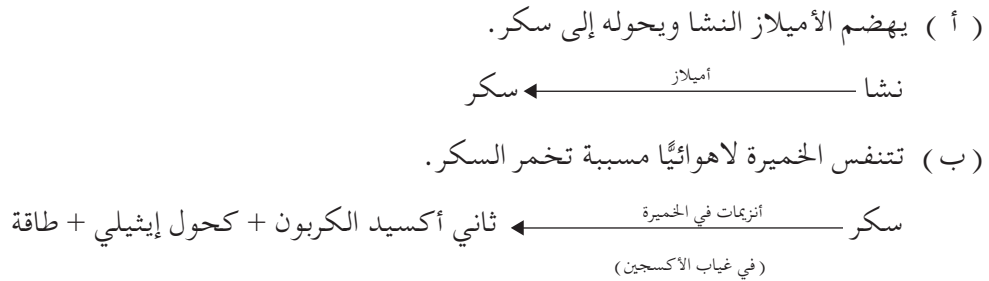 ( أ ) يهضم الأميلاز النشا ويحوله إلى سكر.
أميلاز
نشا ← سكر
( ب ) تتنفس الخميرة لاهوائيًّا مسببة تخمر السكر.
أنزيمات في الخميرة
سكر ← ثاني أكسيد الكربون + كحول إيثيلي + طاقة
(في غياب الأكسجين)